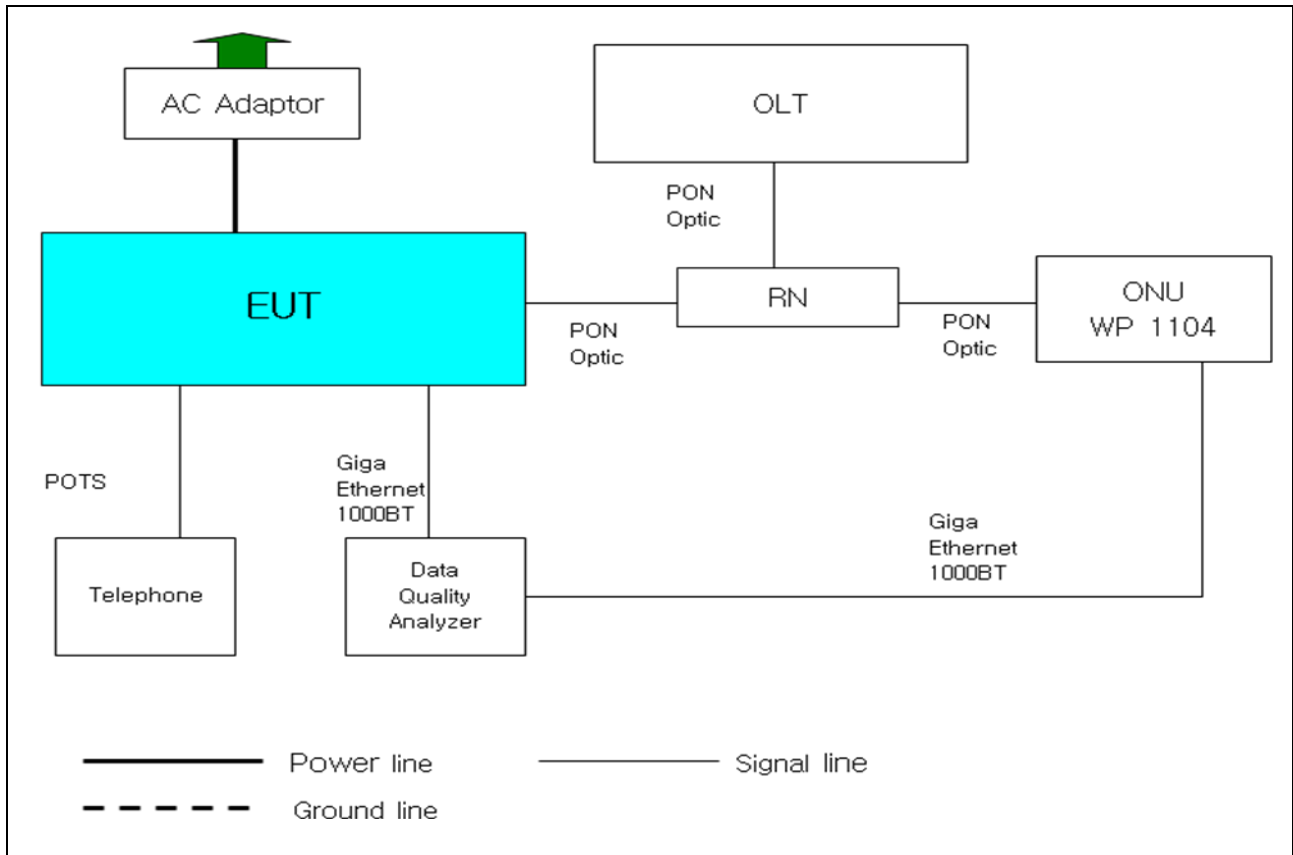 AC Adaptor
OLT
PON
Optic
EUT
RN
ONU
WP 1104
PON
Optic
PON
Optic
POTS
Giga
Ethernet
1000BT
Giga
Ethernet
1000BT
Telephone
Data
Quality
Analyzer
Power line
Signal line
Ground line